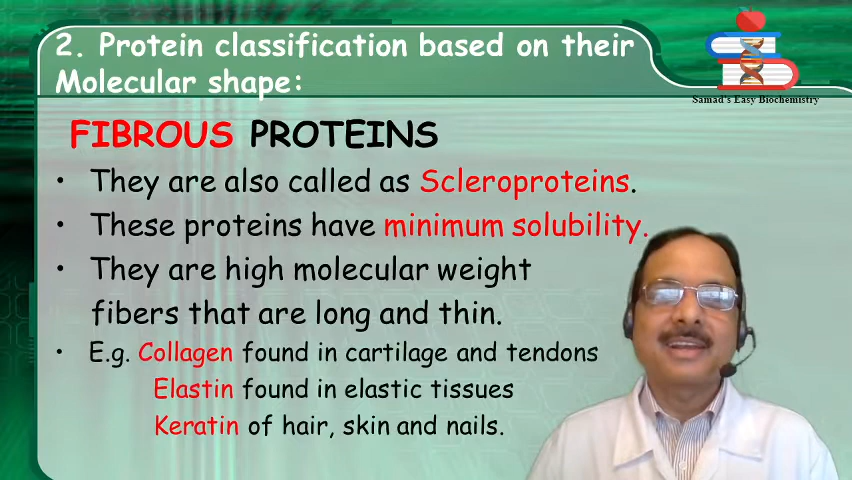 2. Protein classification based on their
Molecular shape:
Samad's Easy Biochemistry
FIBROUS PROTEINS
• They are also called as Scleroproteins.
• These proteins have minimum solubility.
• They are high molecular weight
fibers that are long and thin.
• E.g. Collagen found in cartilage and tendons
Elastin found in elastic tissues
Keratin of hair, skin and nails.